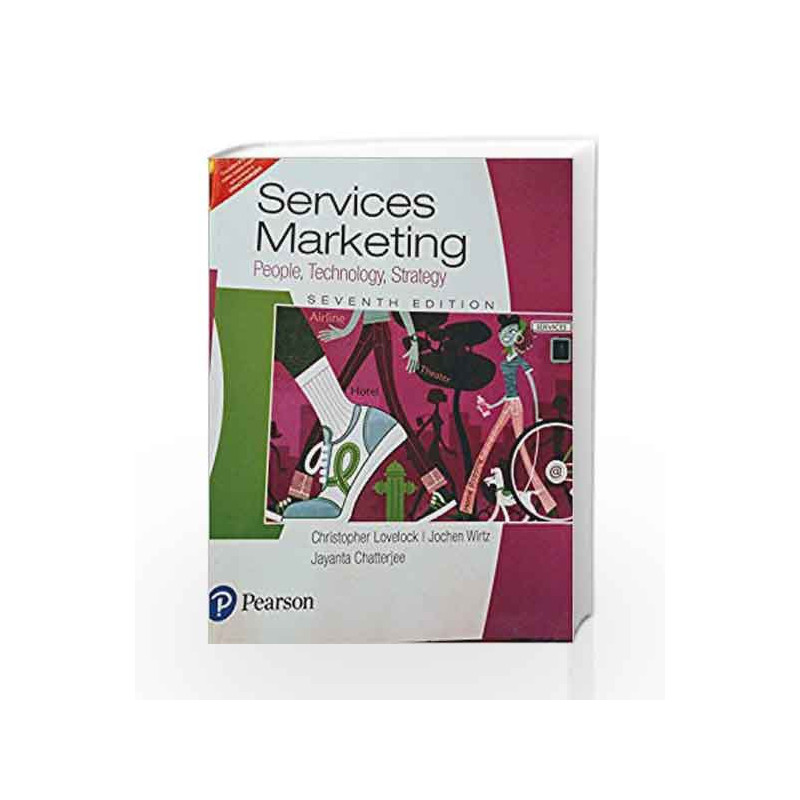 Services
Marketing
People, Technology, Strategy
SEVENTH EDITION
Airline
SERVICES
Theater
Hotel
@
Christopher Lovelock | Jochen Wirtz
Jayanta Chatterjee
P Pearson